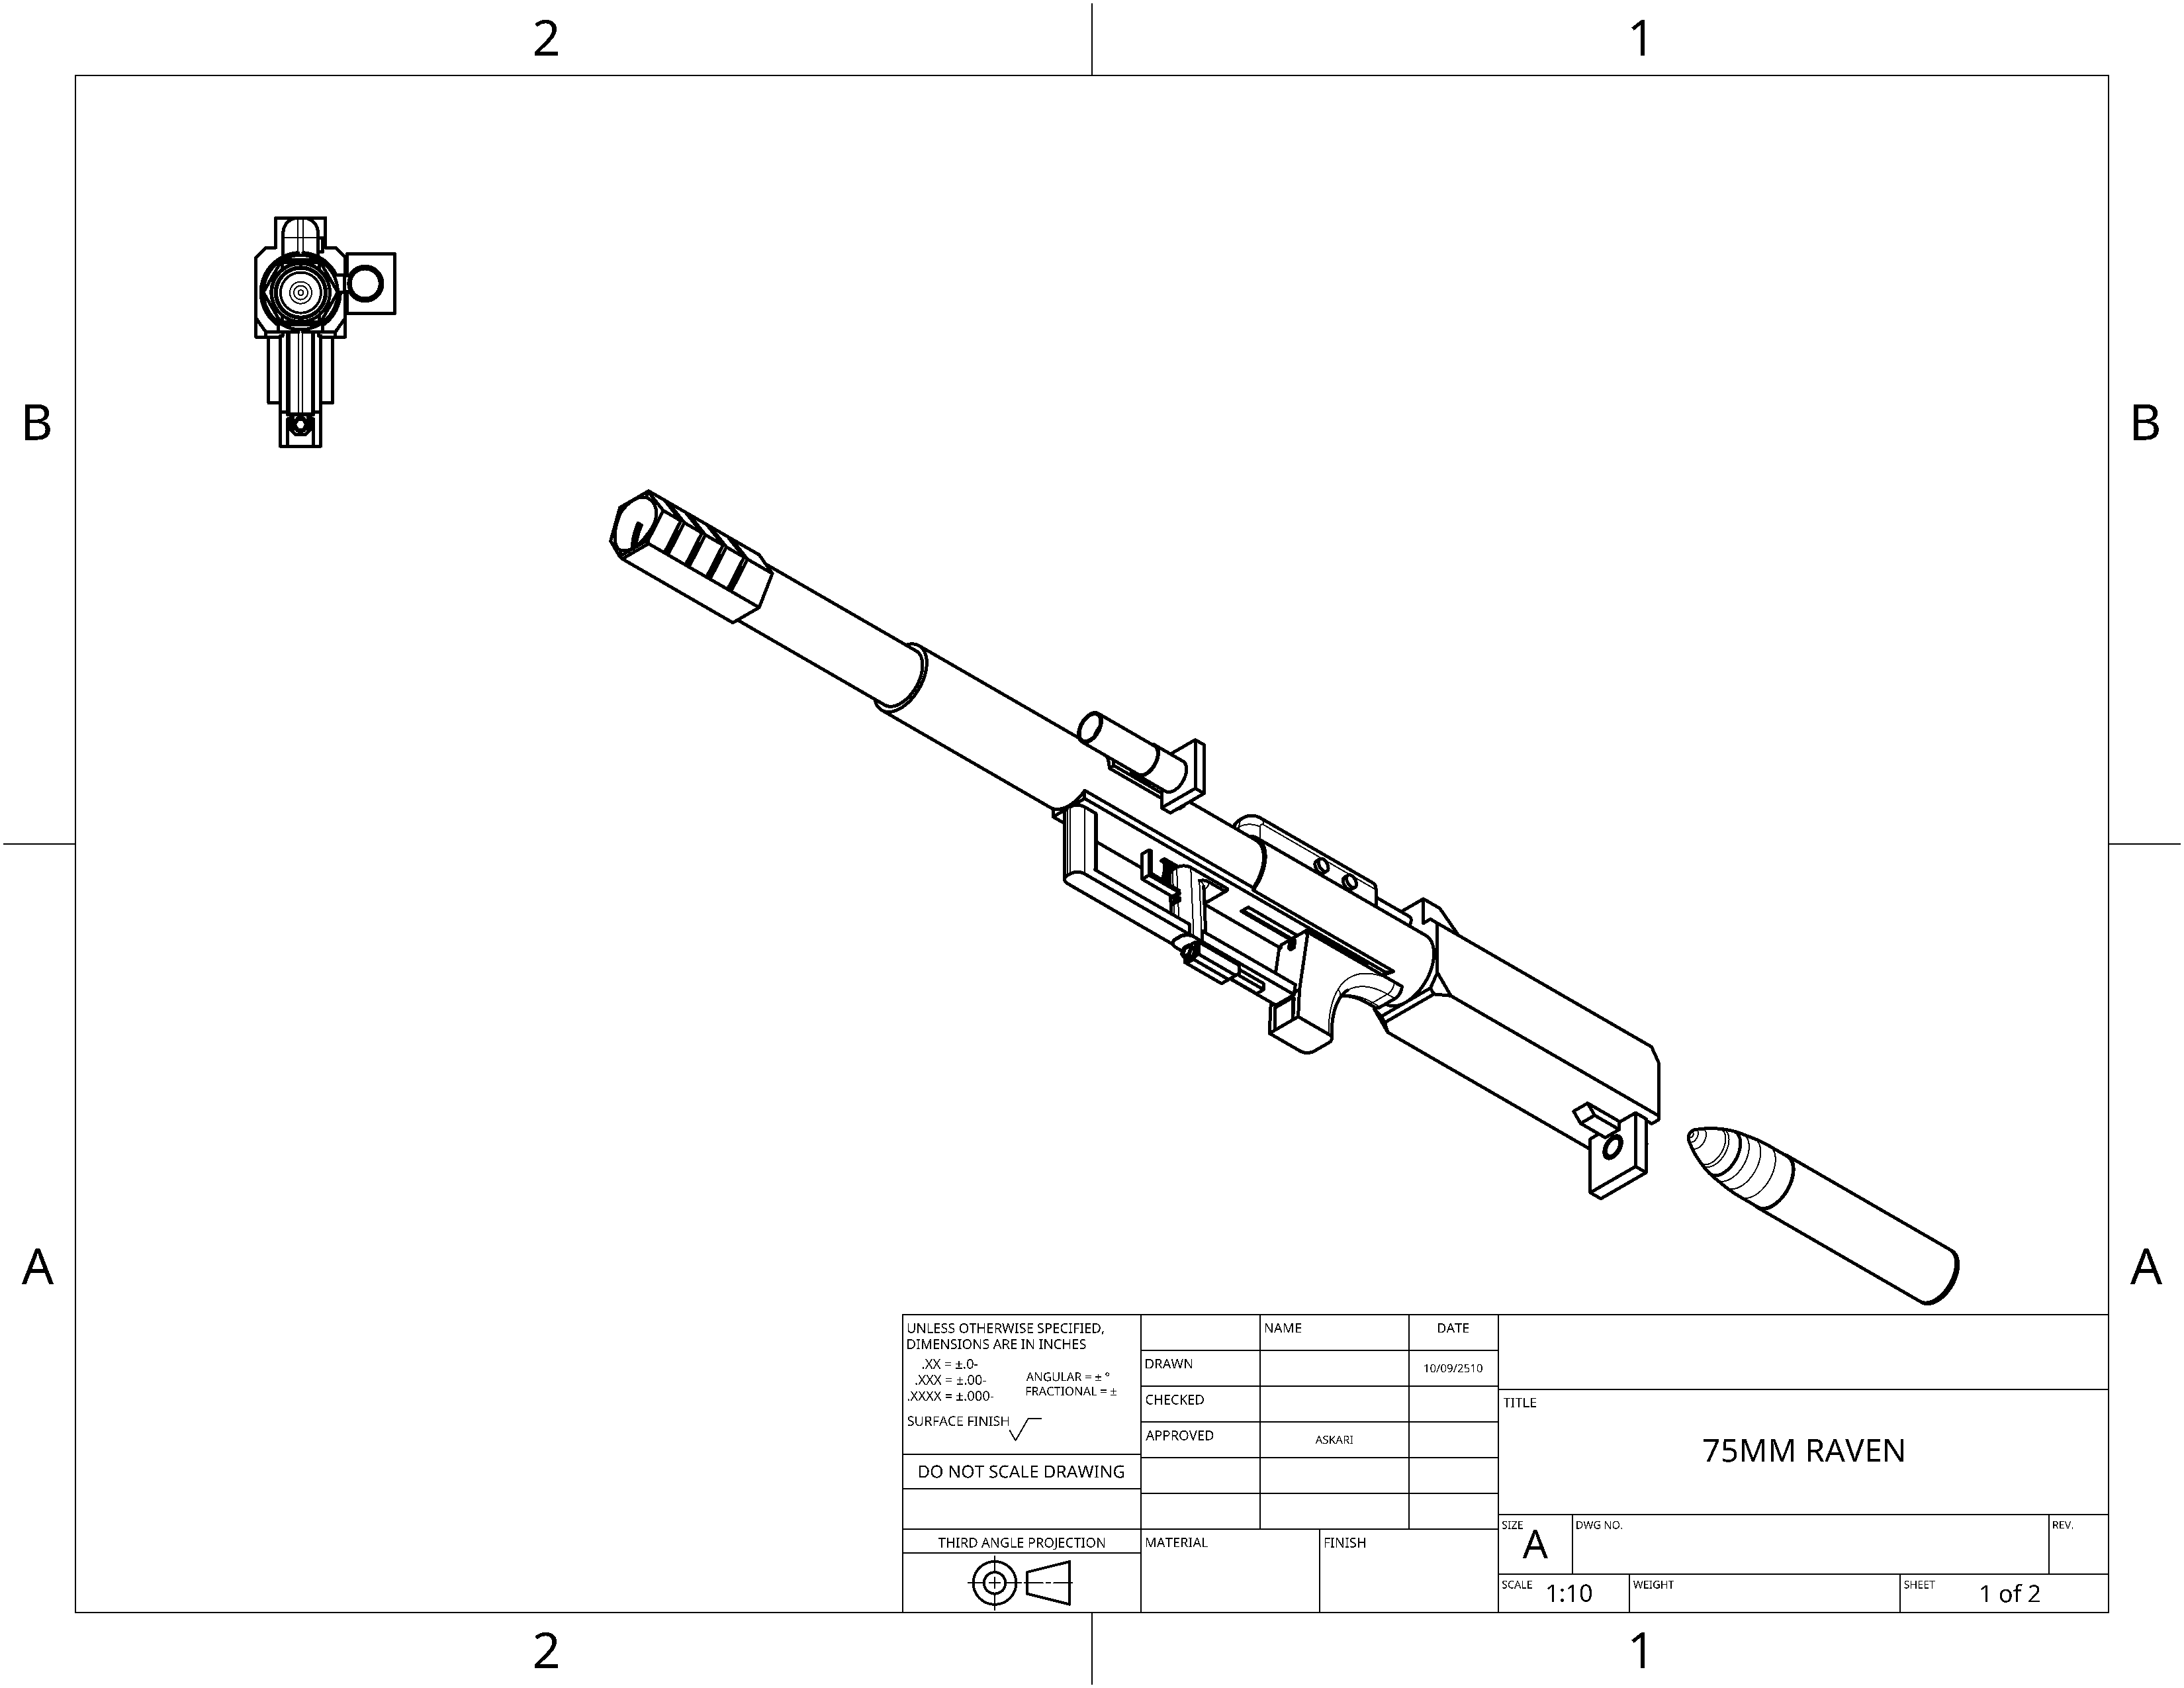 2 1
B B
A A
UNLESS OTHERWISE SPECIFIED,
DIMENSIONS ARE IN INCHES
.XX = ±.0-
.XXX = ±.00-
.XXXX = ±.000-
ANGULAR = ± °
FRACTIONAL = ±
SURFACE FINISH
DO NOT SCALE DRAWING
THIRD ANGLE PROJECTION
NAME DATE
DRAWN 10/09/2510
CHECKED
APPROVED ASKARI
MATERIAL FINISH
TITLE
75MM RAVEN
SIZE
A
DWG NO.
REV.
SCALE 1:10
WEIGHT
SHEET 1 of 2
2 1